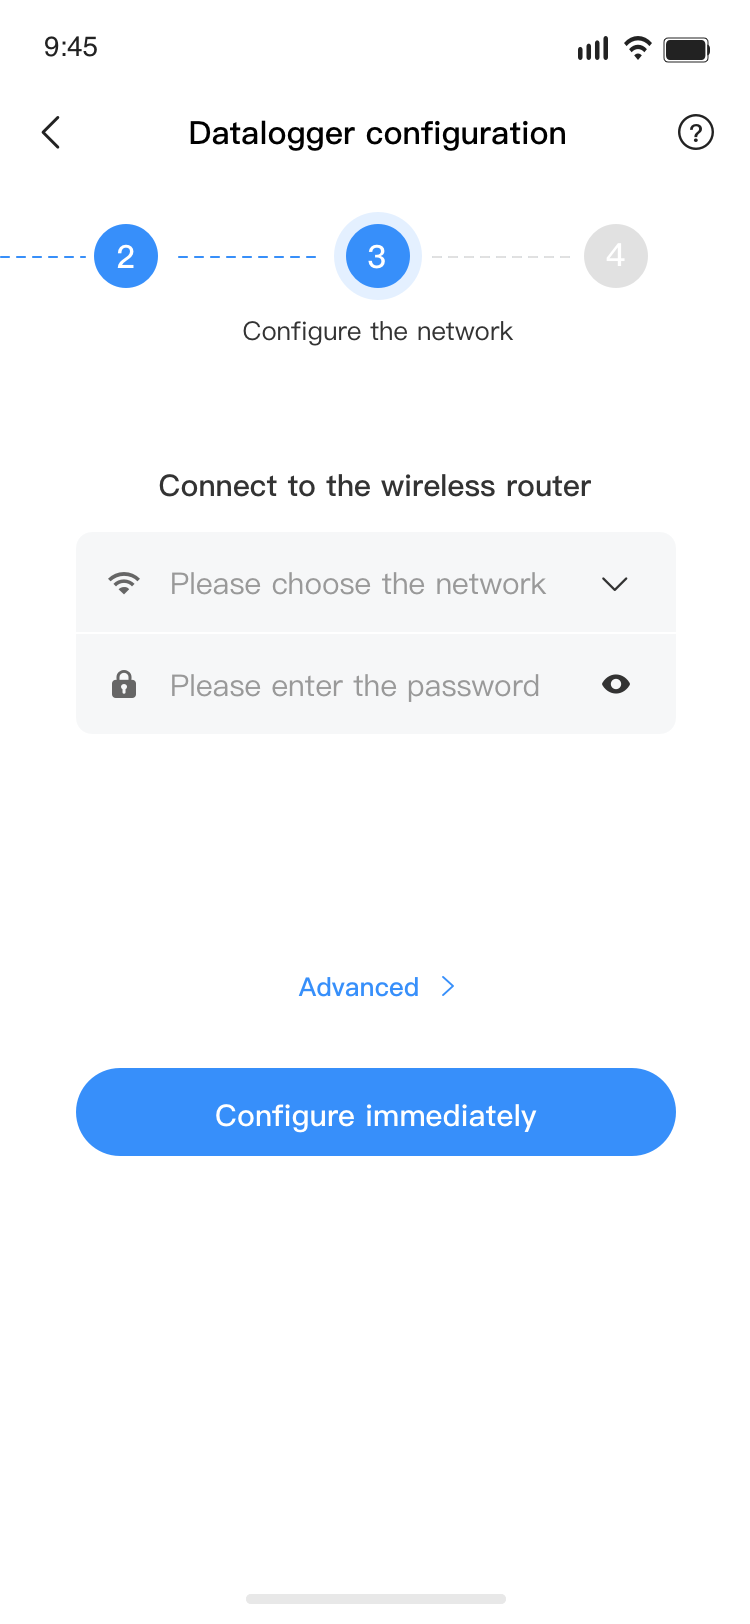 9:45
Datalogger configuration
?
2
3
4
Configure the network
Connect to the wireless router
Please choose the network
Please enter the password
Advanced
Configure immediately